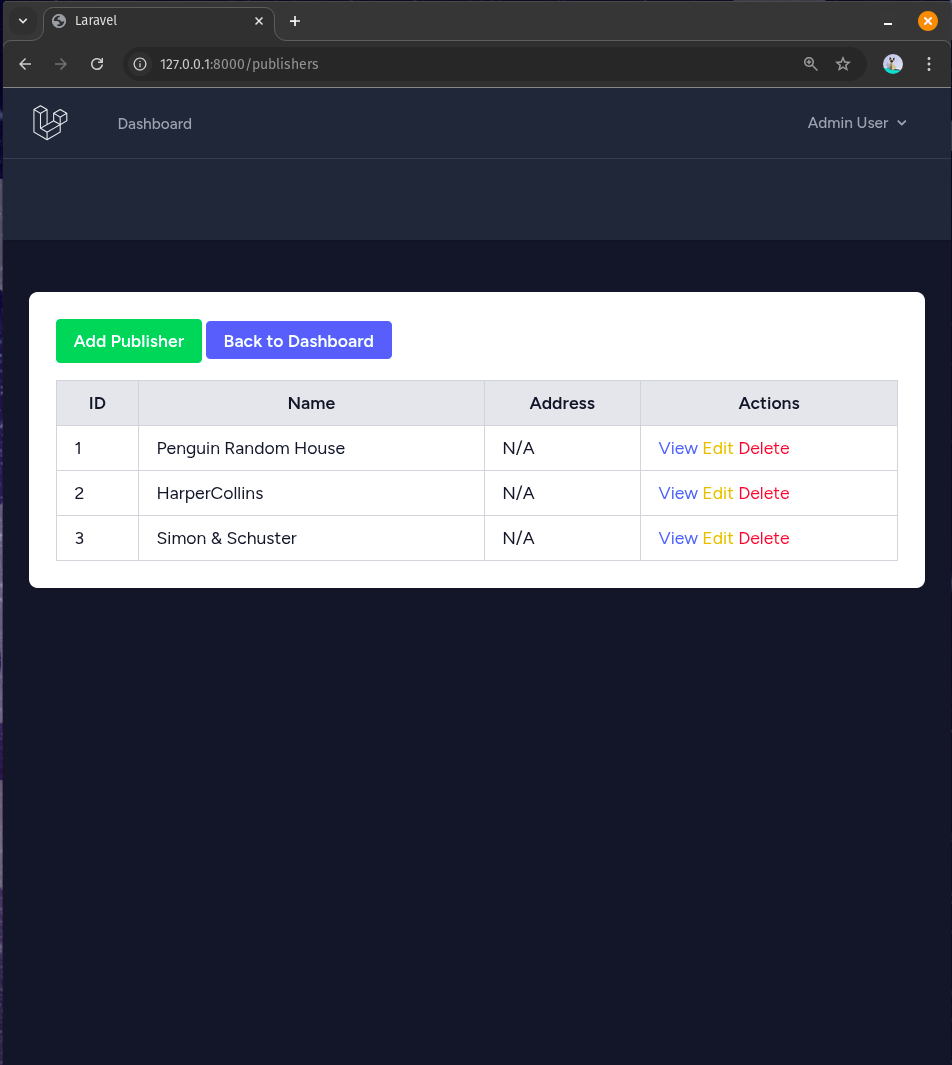 Laravel
127.0.0.1:8000/publishers
Dashboard
Admin User
Add Publisher Back to Dashboard
ID Name Address Actions
1 Penguin Random House N/A View Edit Delete
2 HarperCollins N/A View Edit Delete
3 Simon & Schuster N/A View Edit Delete